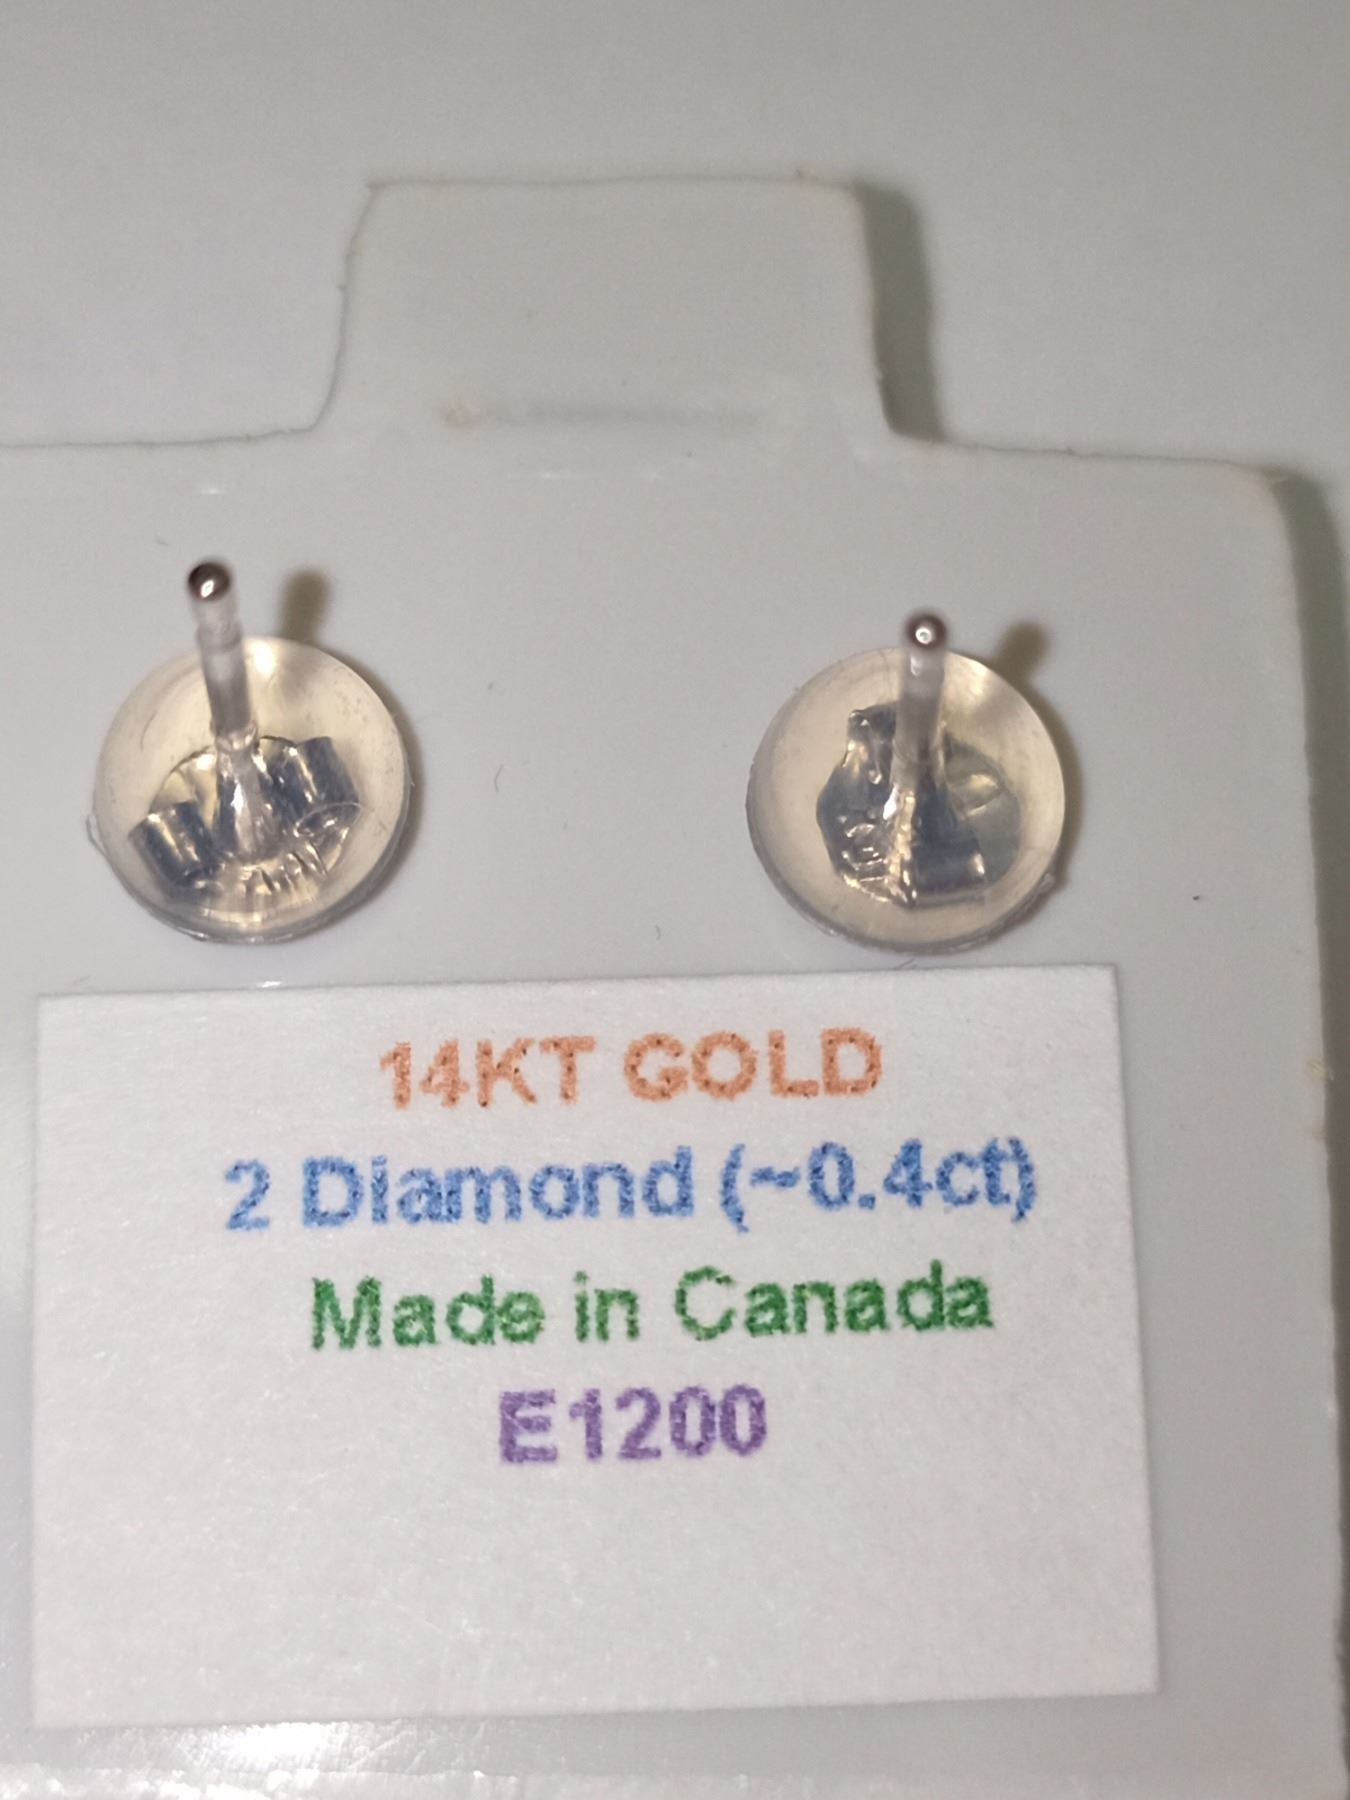 14KT GOLD
2 Diamond (~0.4ct)
Made in Canada
E1200